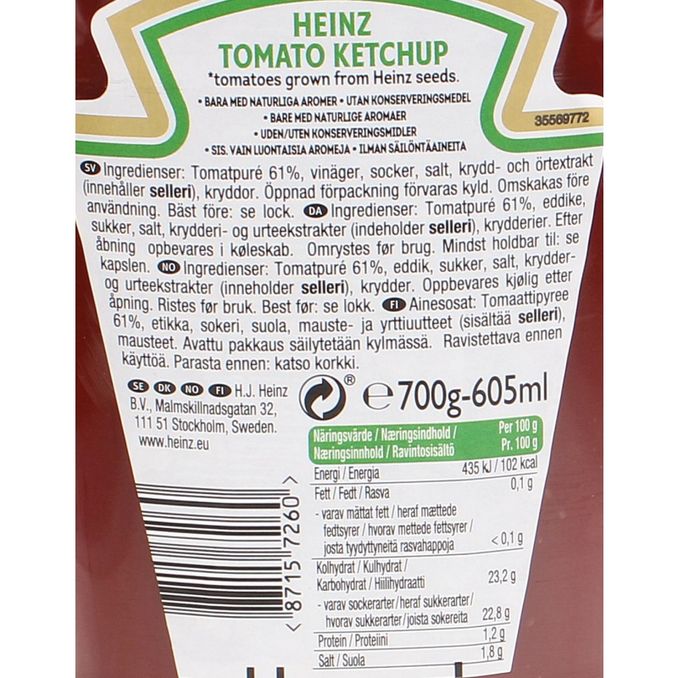 HEINZ
TOMATO KETCHUP
*tomatoes grown from Heinz seeds.
• BARA MED NATURLIGA AROMER • UTAN KONSERVERINGSMEDEL
• BARE MED NATURLIGE AROMAER
• UDEN/UTEN KONSERVERINGSMIDLER
• SIS. VAIN LUONTAISIA AROMEJA • ILMAN SÄILÖNTÄAINEITA
35569772
SV Ingredienser: Tomatpuré 61%, vinäger, socker, salt, krydd- och örtextrakt
(innehåller selleri), kryddor. Öppnad förpackning förvaras kyld. Omskakas före
användning. Bäst före: se lock. DA Ingredienser: Tomatpuré 61%, eddike,
sukker, salt, krydderi- og urteekstrakter (indeholder selleri), krydderier. Efter
åbning opbevares i køleskab. Omrystes før brug. Mindst holdbar til: se
kapslen. NO Ingredienser: Tomatpuré 61%, eddik, sukker, salt, krydder-
og urteekstrakter (inneholder selleri), krydder. Oppbevares kjølig etter
åpning. Ristes før bruk. Best før: se lokk. FI Ainesosat: Tomaattipyree
61%, etikka, sokeri, suola, mauste- ja yrttiuutteet (sisältää selleri),
mausteet. Avattu pakkaus säilytetään kylmässä. Ravistettava ennen
käyttöä. Parasta ennen: katso korkki.
SE DK NO FI H.J. Heinz
B.V., Malmskillnadsgatan 32,
111 51 Stockholm, Sweden.
www.heinz.eu
®
e700g-605ml
Näringsvärde / Næringsindhold / Per 100 g
Næringsinnhold / Ravintosisältö Pr. 100 g
Energi / Energia 435 kJ / 102 kcal
Fett / Fedt / Rasva 0,1 g
- varav mättat fett / heraf mættede
fedtsyrer / hvorav mettede fettsyrer /
josta tyydyttyneitä rasvahappoja <0,1 g
Kolhydrat / Kulhydrat /
Karbohydrat / Hiilihydraatti 23,2 g
- varav sockerarter/heraf sukkerarter/
hvorav sukkerarter/joista sokereita 22,8 g
Protein / Proteiini 1,2 g
Salt / Suola 1,8 g
< 8715 7260 >